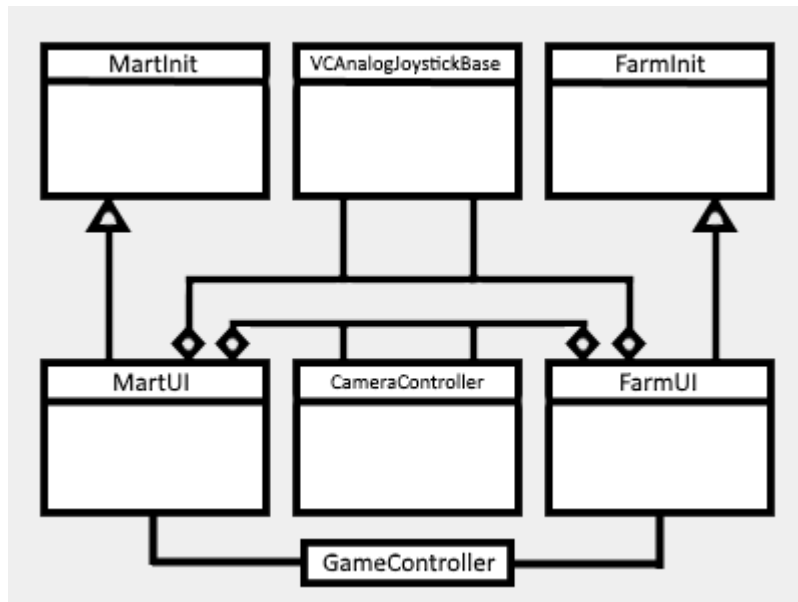 MartInit
VCAnalogJoystickBase
FarmInit
MartUI
CameraController
FarmUI
GameController